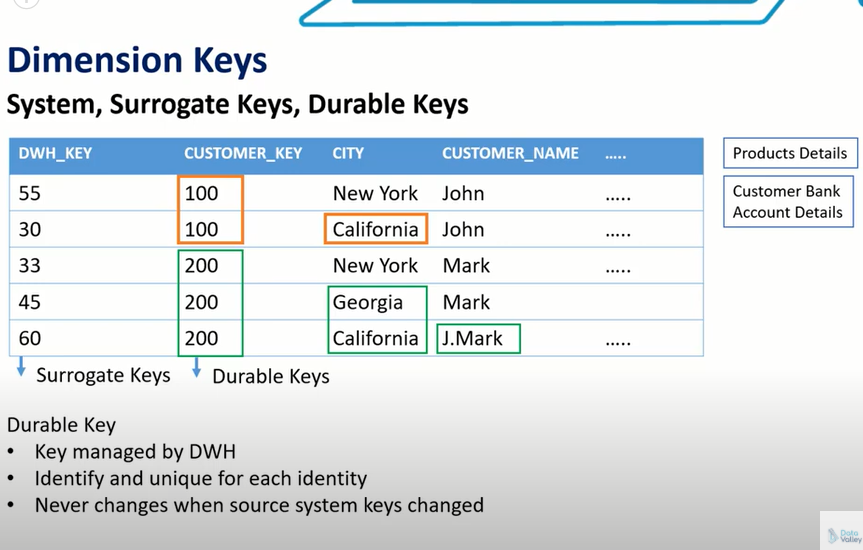 Dimension Keys
System, Surrogate Keys, Durable Keys
DWH_KEY CUSTOMER_KEY CITY CUSTOMER_NAME .....
55 100 New York John .....
30 100 California John .....
33 200 New York Mark .....
45 200 Georgia Mark
60 200 California J.Mark .....
Products Details
Customer Bank
Account Details
Surrogate Keys Durable Keys
Durable Key
• Key managed by DWH
• Identify and unique for each identity
• Never changes when source system keys changed
Data
Valley